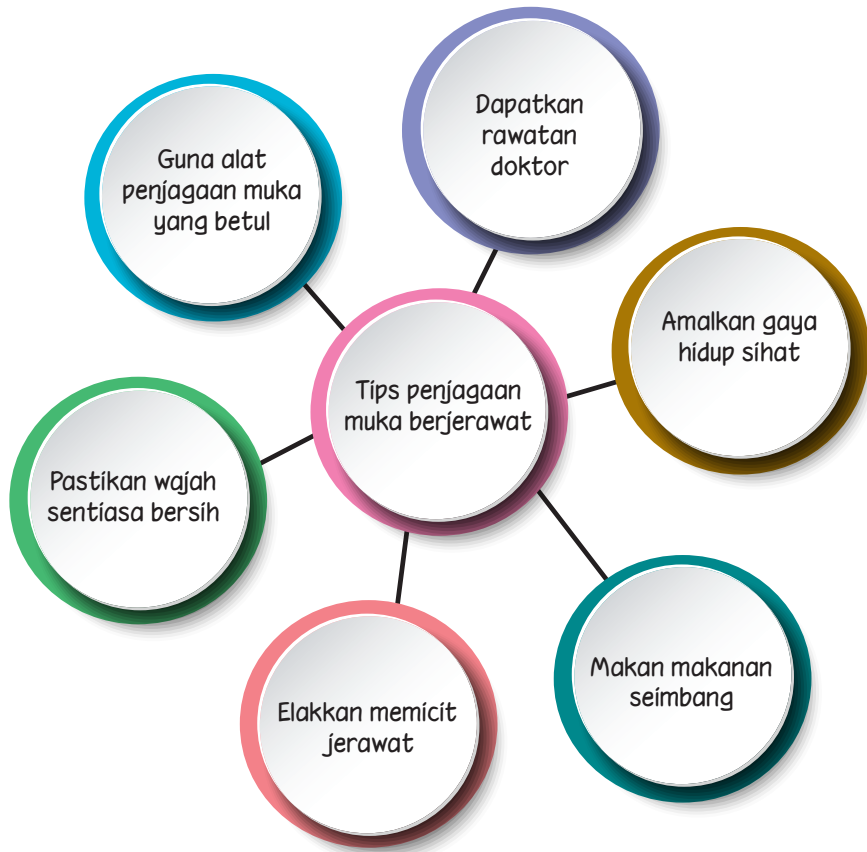 Dapatkan
rawatan
doktor
Guna alat
penjagaan muka
yang betul
Amalkan gaya
hidup sihat
Tips penjagaan
muka berjerawat
Pastikan wajah
sentiasa bersih
Makan makanan
seimbang
Elakkan memicit
jerawat